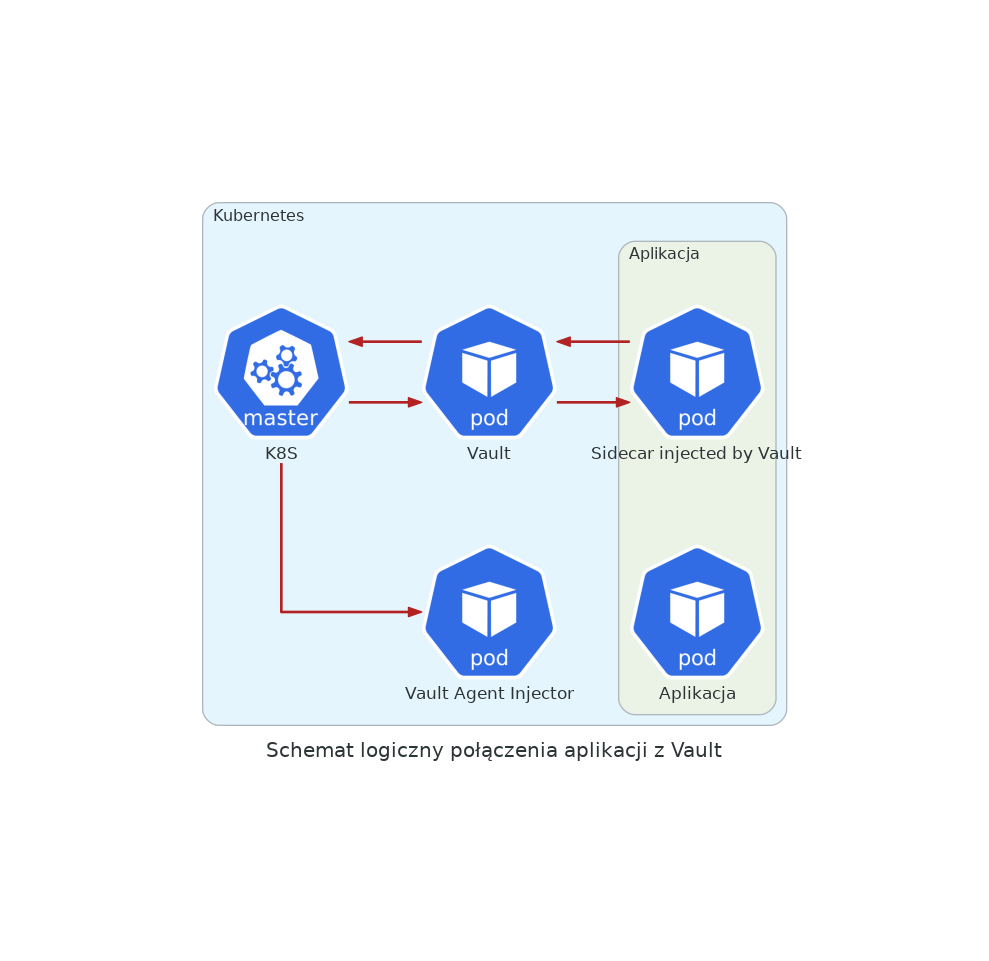 Kubernetes
Aplikacja
master
K8S
pod
Vault
pod
Sidecar injected by Vault
pod
Vault Agent Injector
pod
Aplikacja
Schemat logiczny połączenia aplikacji z Vault